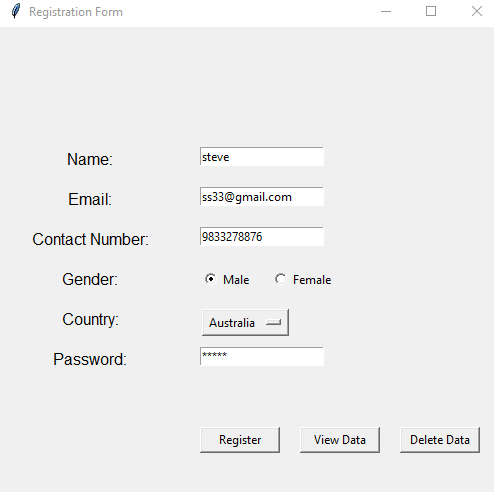 Registration Form
Name: steve
Email: ss33@gmail.com
Contact Number: 9833278876
Gender: Male Female
Country: Australia
Password: *****
Register View Data Delete Data